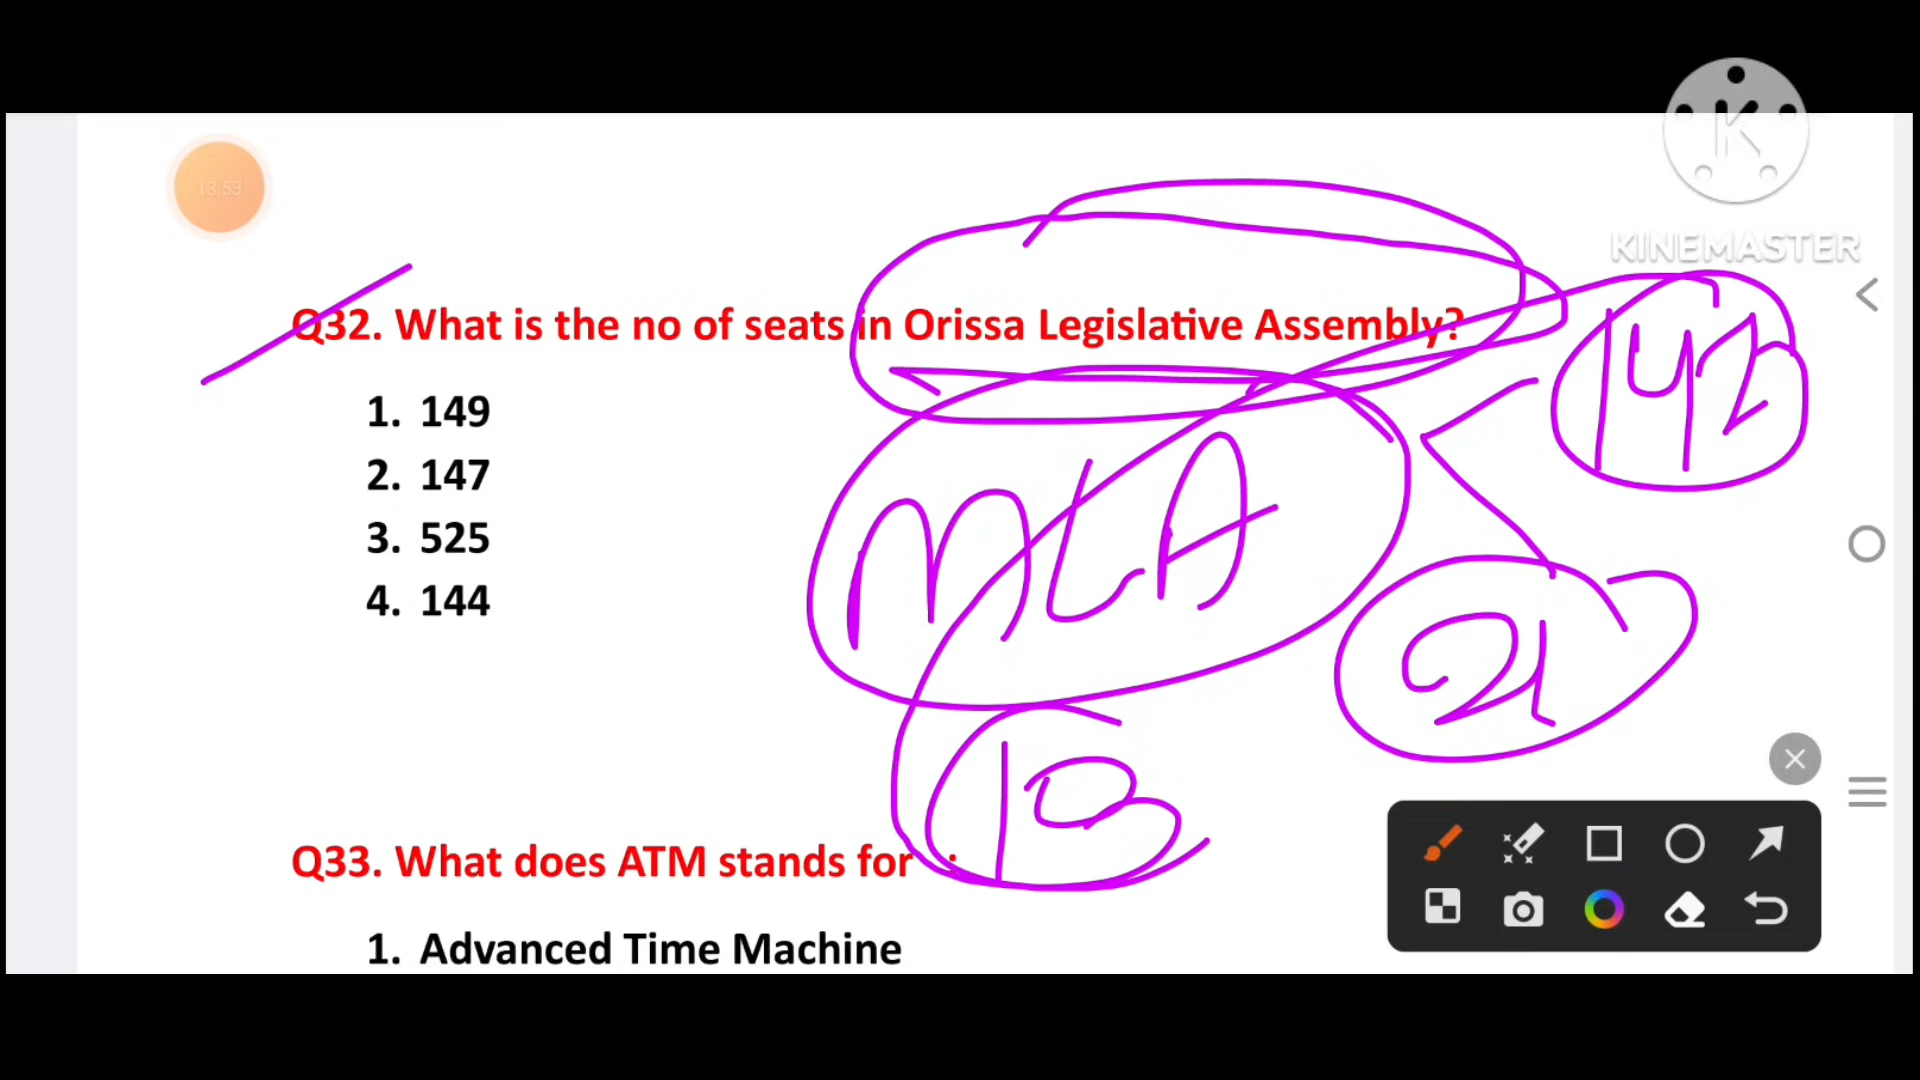 13:53
KINEMASTER
Q32. What is the no of seats in Orissa Legislative Assembly?
1. 149
2. 147
3. 525
4. 144
MLA
21
Q33. What does ATM stands for :
1. Advanced Time Machine